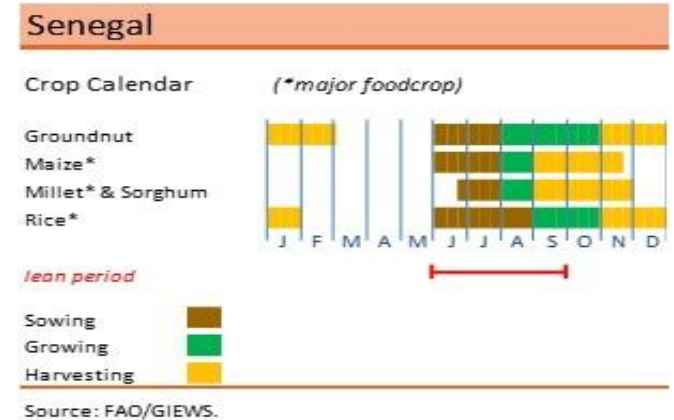 Senegal
Crop Calendar (*major foodcrop)
Groundnut
Maize*
Millet* & Sorghum
Rice*
J F M A M J J A S O N D
lean period
Sowing
Growing
Harvesting
Source: FAO/GIEWS.